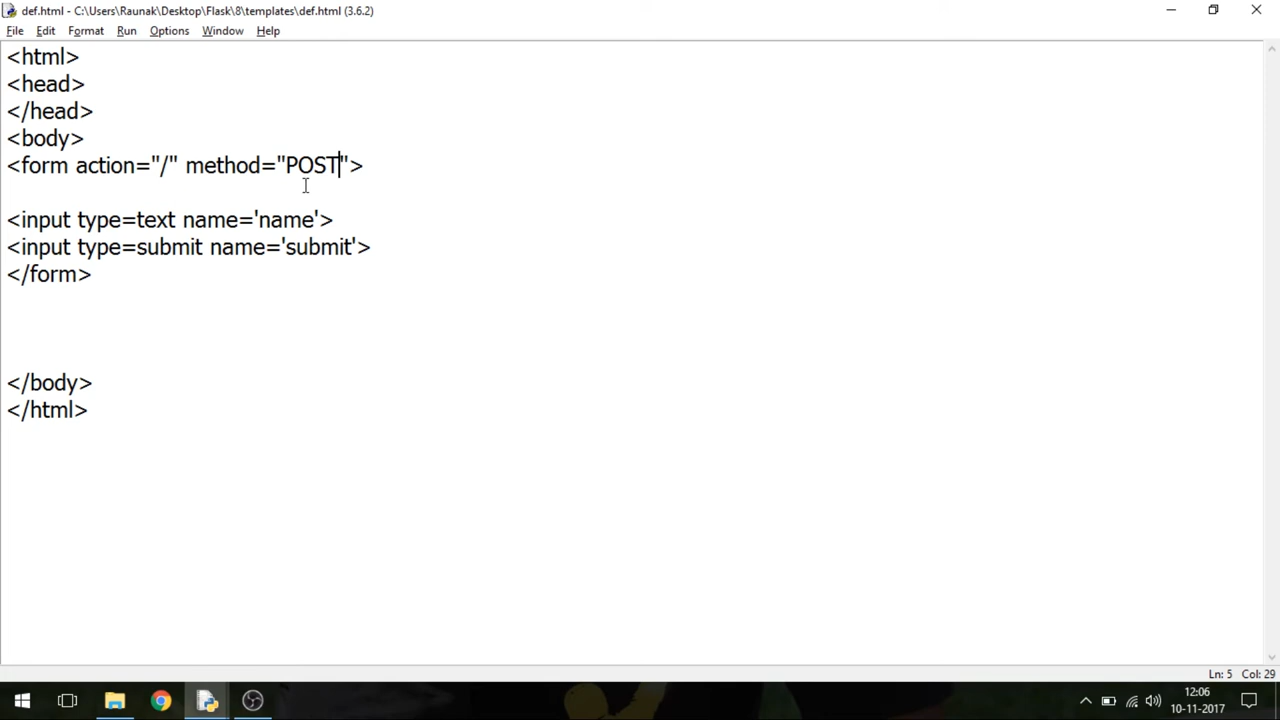 def.html - C:\Users\Raunak\Desktop\Flask\8\templates\def.html (3.6.2)
File Edit Format Run Options Window Help
<html>
<head>
</head>
<body>
<form action="/" method="POST">
<input type=text name='name'>
<input type=submit name='submit'>
</form>
</body>
</html>
Ln: 5 Col: 29
12:06
10-11-2017